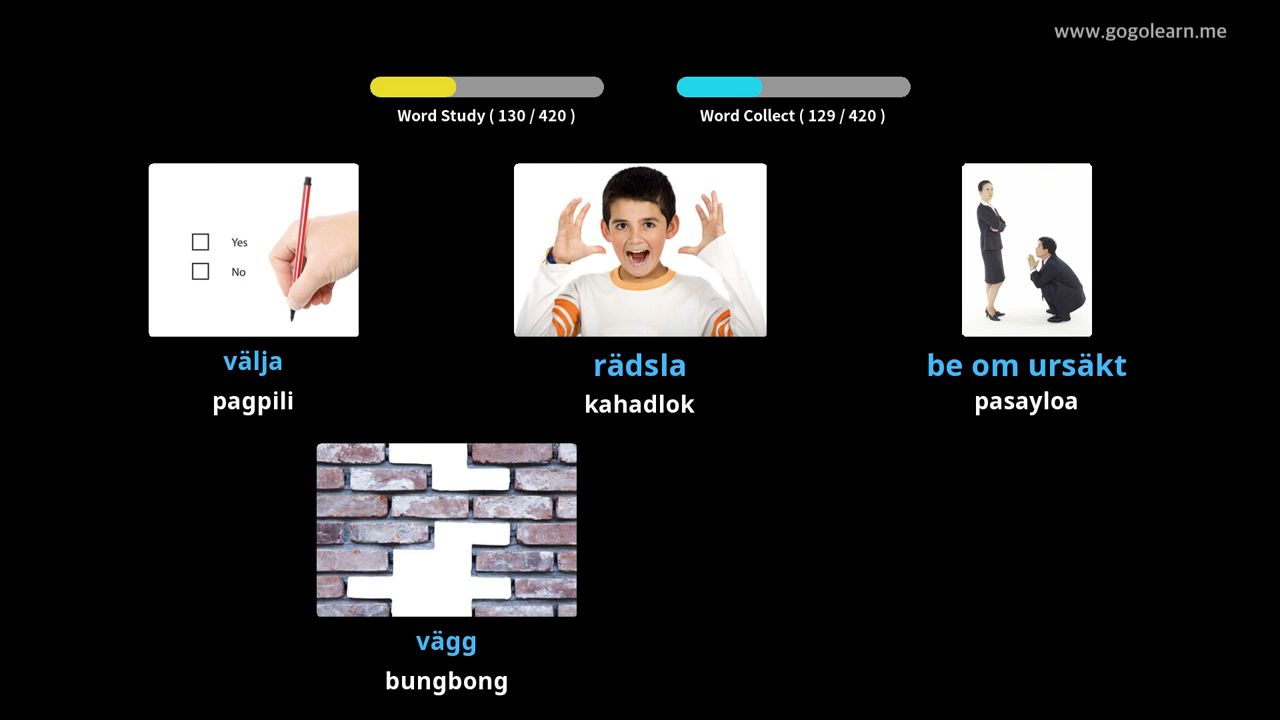 www.gogolearn.me
Word Study ( 130 / 420 )
Word Collect ( 129 / 420 )
Yes
No
välja
pagpili
rädsla
kahadlok
be om ursäkt
pasayloa
vägg
bungbong